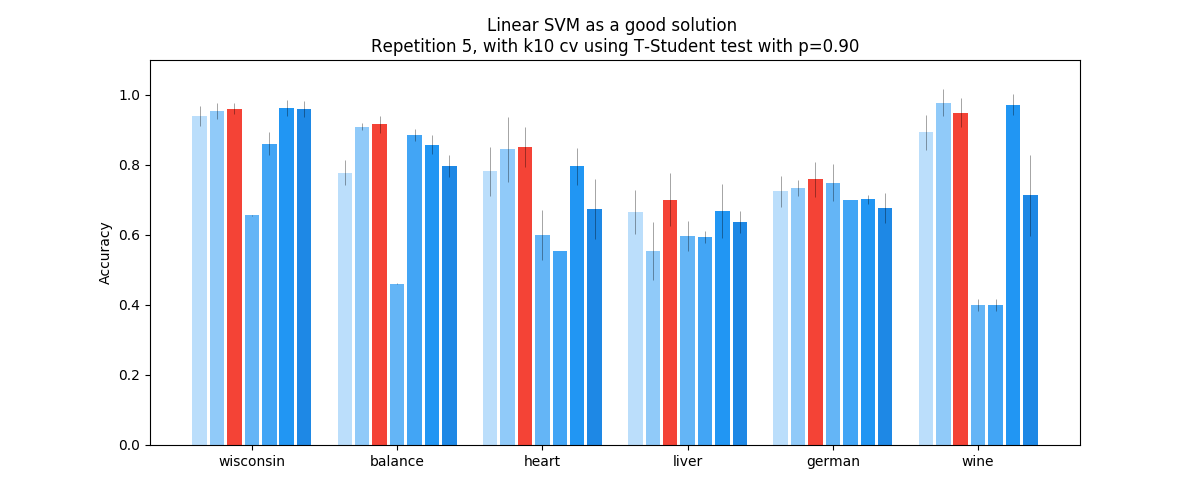 Linear SVM as a good solution
Repetition 5, with k10 cv using T-Student test with p=0.90
Accuracy
1.0
0.8
0.6
0.4
0.2
0.0
wisconsin balance heart liver german wine